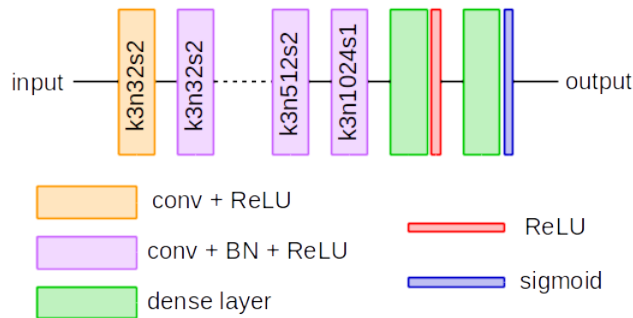 input
k3n32s2
k3n32s2
k3n512s2
k3n1024s1
output
conv + ReLU
conv + BN + ReLU
dense layer
ReLU
sigmoid